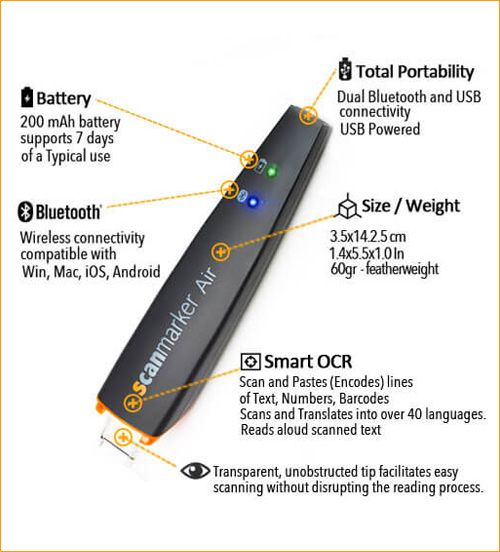 Total Portability
Dual Bluetooth and USB
connectivity
USB Powered
Battery
200 mAh battery
supports 7 days
of a Typical use
Bluetooth
Wireless connectivity
compatible with
Win, Mac, iOS, Android
Size / Weight
3.5x14.2.5 cm
1.4x5.5x1.0 In
60gr - featherweight
scanmarker Air
Smart OCR
Scan and Pastes (Encodes) lines
of Text, Numbers, Barcodes
Scans and Translates into over 40 languages.
Reads aloud scanned text
Transparent, unobstructed tip facilitates easy
scanning without disrupting the reading process.